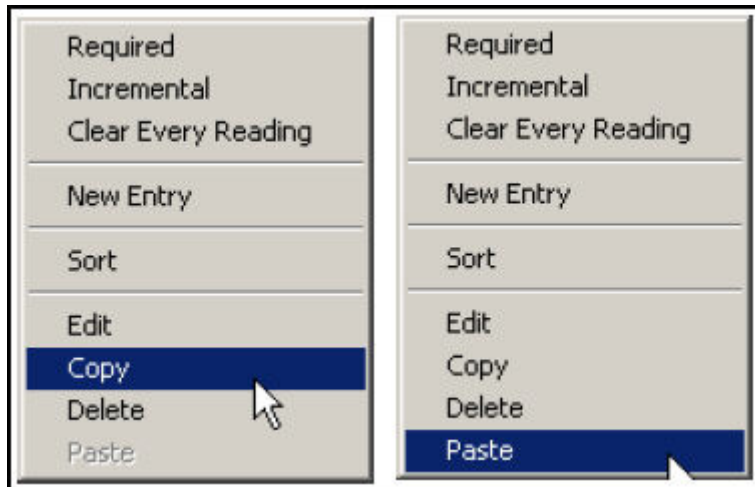 Required
Incremental
Clear Every Reading
New Entry
Sort
Edit
Copy
Delete
Paste
Required
Incremental
Clear Every Reading
New Entry
Sort
Edit
Copy
Delete
Paste